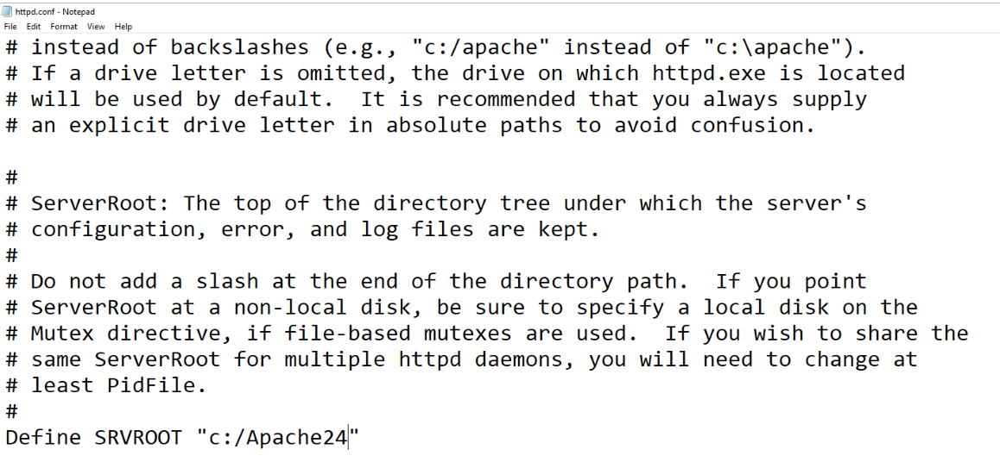 httpd.conf - Notepad
File Edit Format View Help
# instead of backslashes (e.g., "c:/apache" instead of "c:\apache").
# If a drive letter is omitted, the drive on which httpd.exe is located
# will be used by default.  It is recommended that you always supply
# an explicit drive letter in absolute paths to avoid confusion.
#
# ServerRoot: The top of the directory tree under which the server's
# configuration, error, and log files are kept.
#
# Do not add a slash at the end of the directory path.  If you point
# ServerRoot at a non-local disk, be sure to specify a local disk on the
# Mutex directive, if file-based mutexes are used.  If you wish to share the
# same ServerRoot for multiple httpd daemons, you will need to change at
# least PidFile.
#
Define SRVROOT "c:/Apache24"